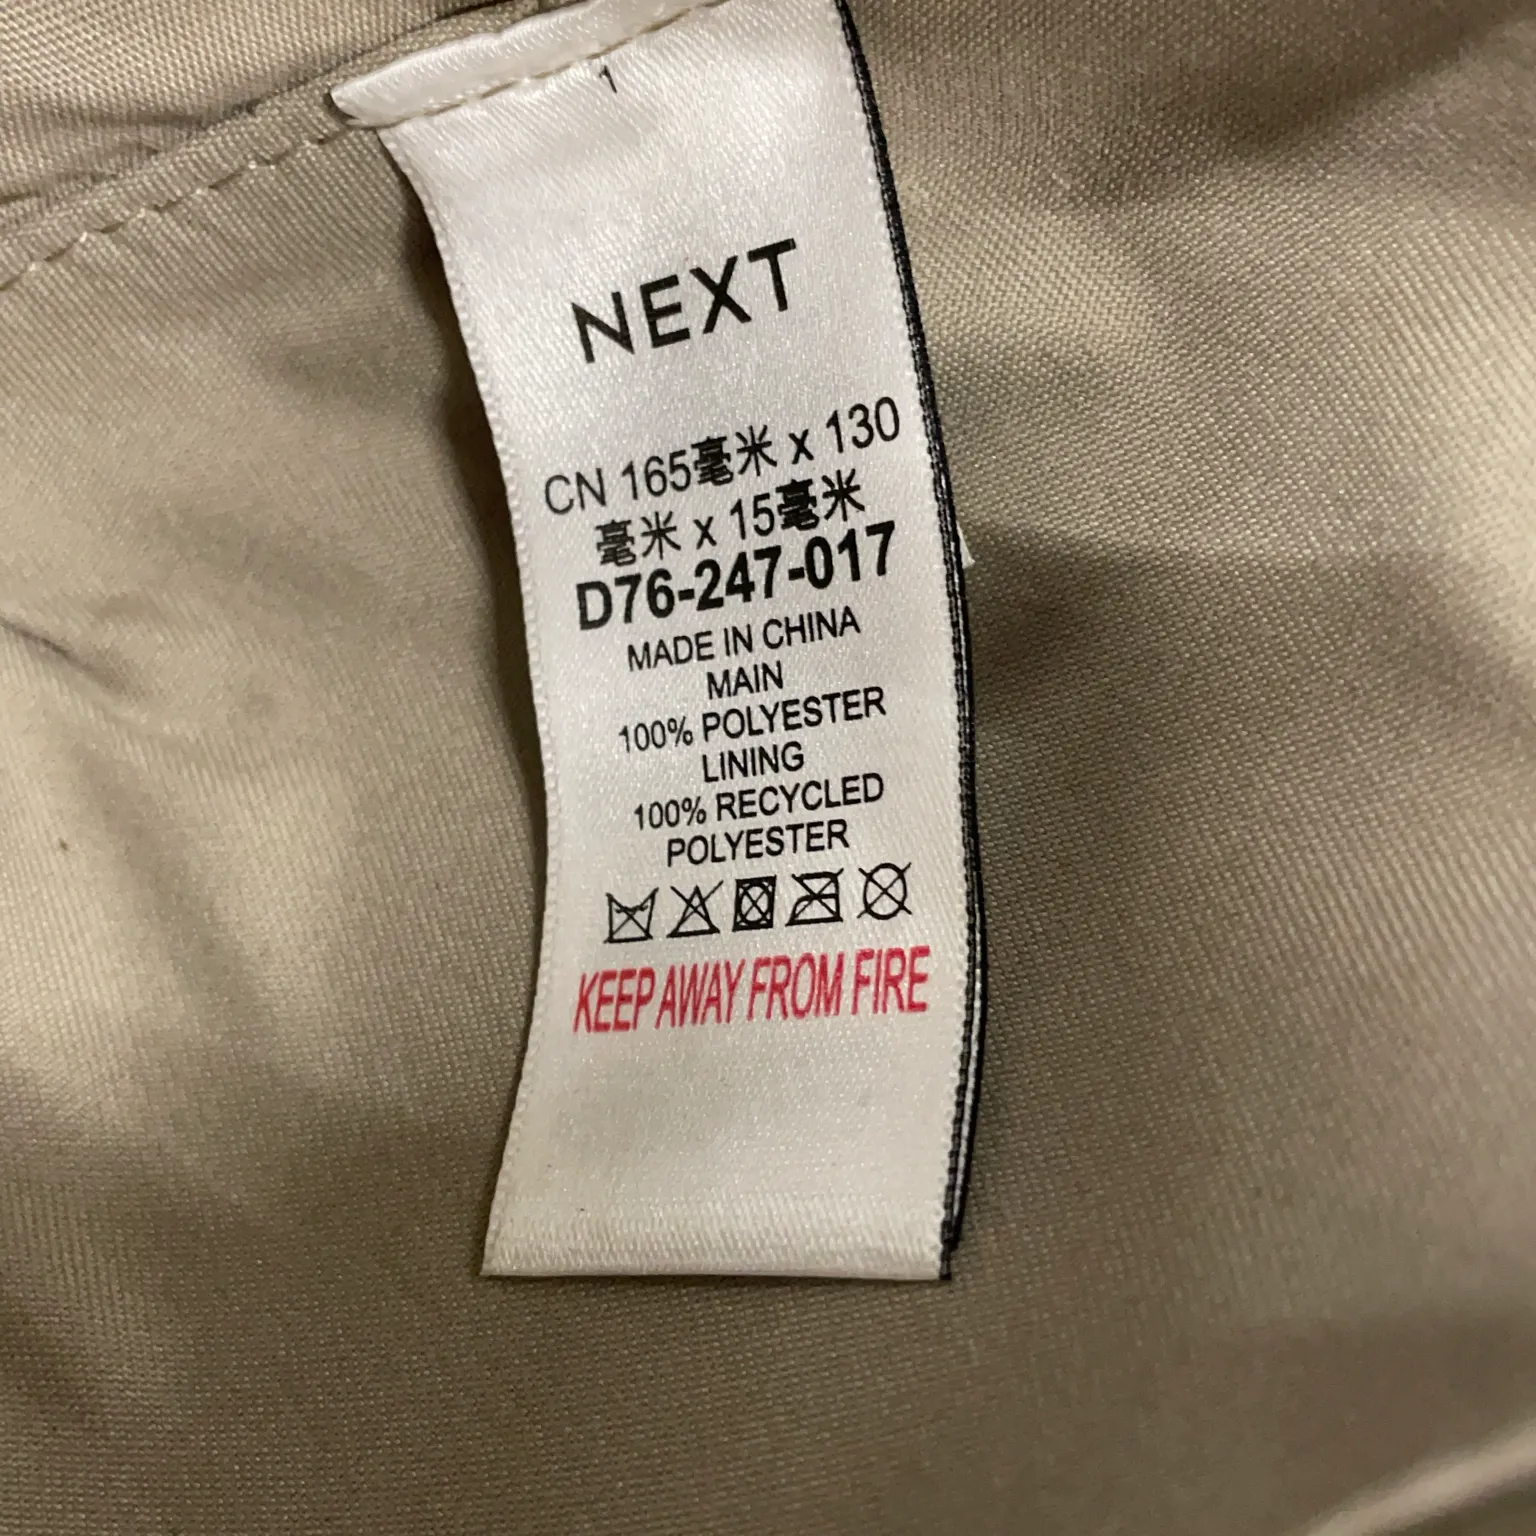 1
NEXT
CN 165毫米 x 130
毫米 x 15毫米
D76-247-017
MADE IN CHINA
MAIN
100% POLYESTER
LINING
100% RECYCLED
POLYESTER
KEEP AWAY FROM FIRE